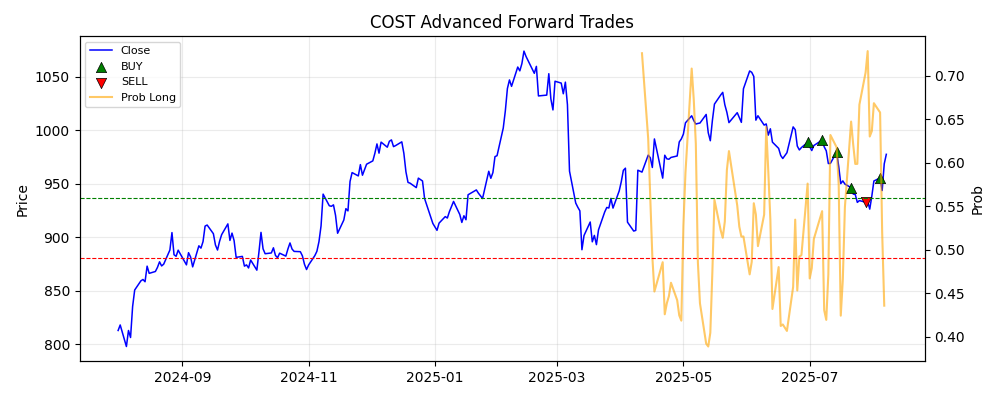 COST Advanced Forward Trades
Close
BUY
SELL
Prob Long
Price
1050
1000
950
900
850
800
0.70
0.65
0.60
0.55
0.50
0.45
0.40
Prob
2024-09
2024-11
2025-01
2025-03
2025-05
2025-07